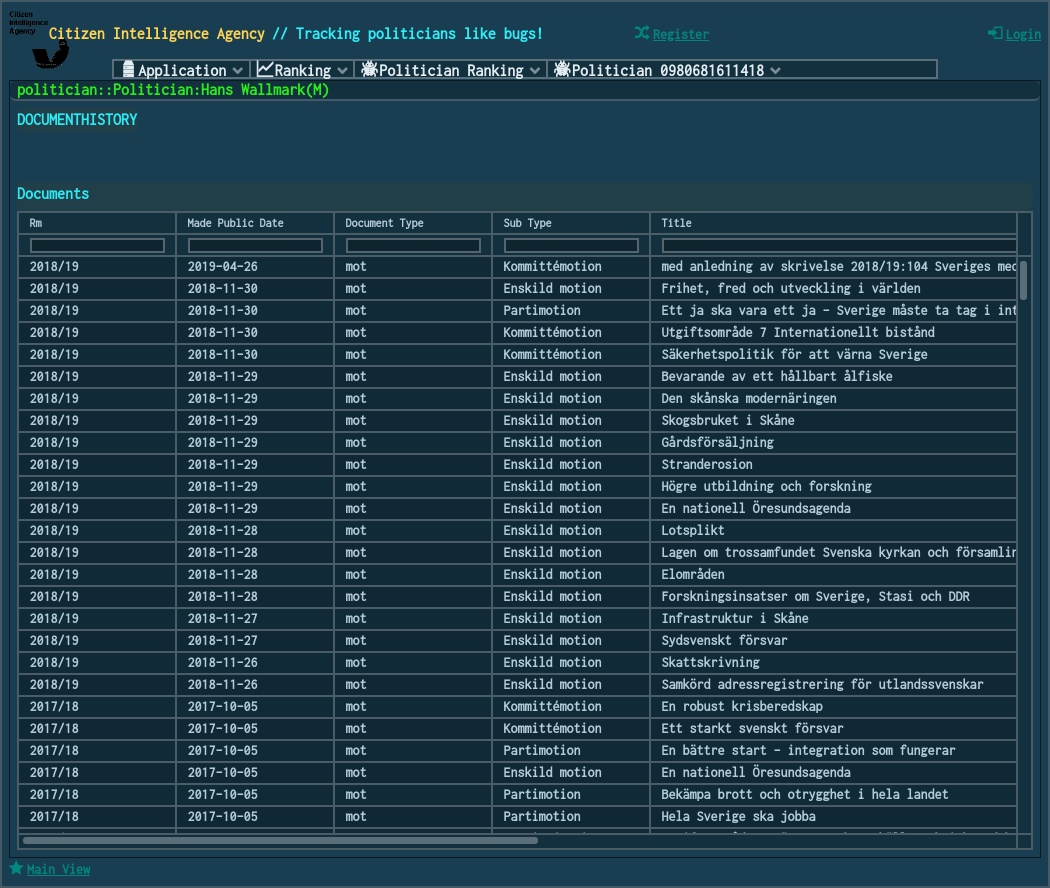 Citizen
Intelligence
Agency
Citizen Intelligence Agency // Tracking politicians like bugs!
Register
Login
Application Ranking Politician Ranking Politician 0980681611418
politician::Politician:Hans Wallmark(M)
DOCUMENTHISTORY
Documents
Rm Made Public Date Document Type Sub Type Title
2018/19 2019-04-26 mot Kommittémotion med anledning av skrivelse 2018/19:104 Sveriges med
2018/19 2018-11-30 mot Enskild motion Frihet, fred och utveckling i världen
2018/19 2018-11-30 mot Partimotion Ett ja ska vara ett ja – Sverige måste ta tag i int
2018/19 2018-11-30 mot Kommittémotion Utgiftsområde 7 Internationellt bistånd
2018/19 2018-11-30 mot Kommittémotion Säkerhetspolitik för att värna Sverige
2018/19 2018-11-29 mot Enskild motion Bevarande av ett hållbart ålfiske
2018/19 2018-11-29 mot Enskild motion Den skånska modernäringen
2018/19 2018-11-29 mot Enskild motion Skogsbruket i Skåne
2018/19 2018-11-29 mot Enskild motion Gårdsförsäljning
2018/19 2018-11-29 mot Enskild motion Stranderosion
2018/19 2018-11-29 mot Enskild motion Högre utbildning och forskning
2018/19 2018-11-29 mot Enskild motion En nationell Öresundsagenda
2018/19 2018-11-28 mot Enskild motion Lotsplikt
2018/19 2018-11-28 mot Enskild motion Lagen om trossamfundet Svenska kyrkan och församlin
2018/19 2018-11-28 mot Enskild motion Elområden
2018/19 2018-11-28 mot Enskild motion Forskningsinsatser om Sverige, Stasi och DDR
2018/19 2018-11-27 mot Enskild motion Infrastruktur i Skåne
2018/19 2018-11-27 mot Enskild motion Sydsvenskt försvar
2018/19 2018-11-26 mot Enskild motion Skattskrivning
2018/19 2018-11-26 mot Enskild motion Samkörd adressregistrering för utlandssvenskar
2017/18 2017-10-05 mot Kommittémotion En robust krisberedskap
2017/18 2017-10-05 mot Kommittémotion Ett starkt svenskt försvar
2017/18 2017-10-05 mot Partimotion En bättre start – integration som fungerar
2017/18 2017-10-05 mot Enskild motion En nationell Öresundsagenda
2017/18 2017-10-05 mot Partimotion Bekämpa brott och otrygghet i hela landet
2017/18 2017-10-05 mot Partimotion Hela Sverige ska jobba
Main View